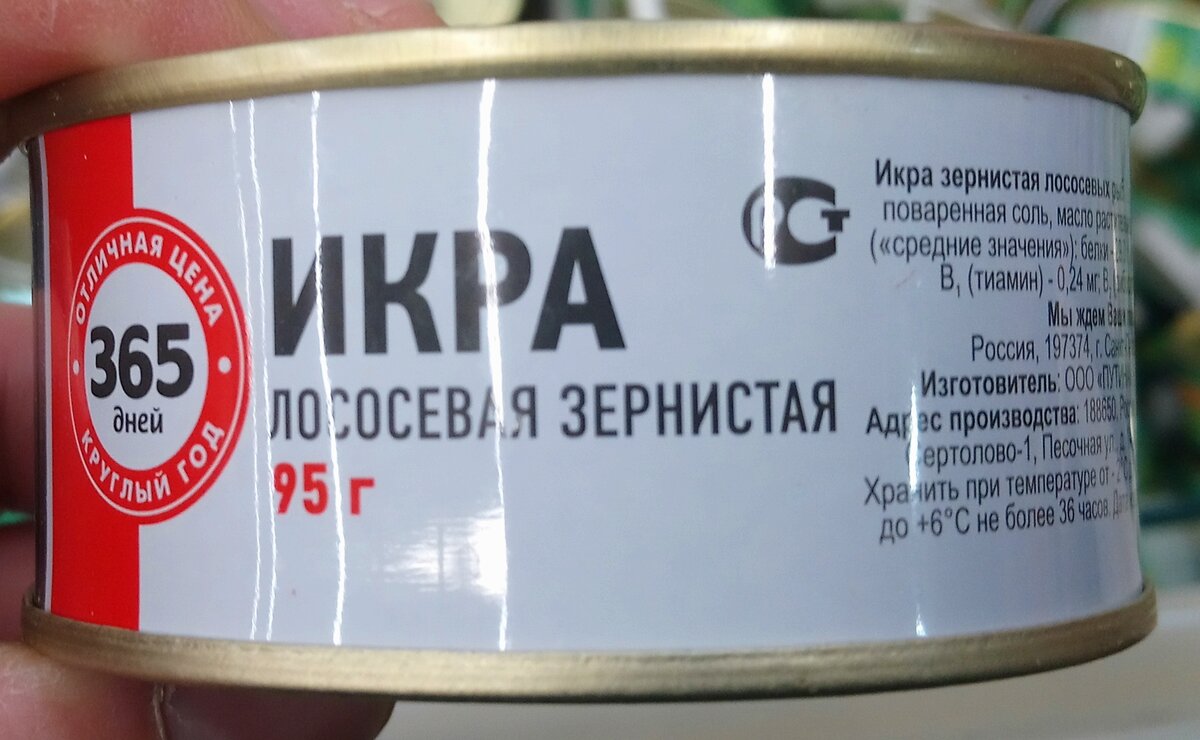 ОТЛИЧНАЯ ЦЕНА
365
дней
КРУГЛЫЙ ГОД
ИКРА
ЛОСОСЕВАЯ ЗЕРНИСТАЯ
95 г
РСТ
Икра зернистая лососевых
поваренная соль, масло
(«средние значения»): белки -
В₁ (тиамин) - 0,24 мг;
Мы ждем
Россия, 197374, г.
Изготовитель: ООО
Адрес производства: 188650,
Сертолово-1, Песочная ул.
Хранить при температуре от -
до +6°С не более 36 часов.